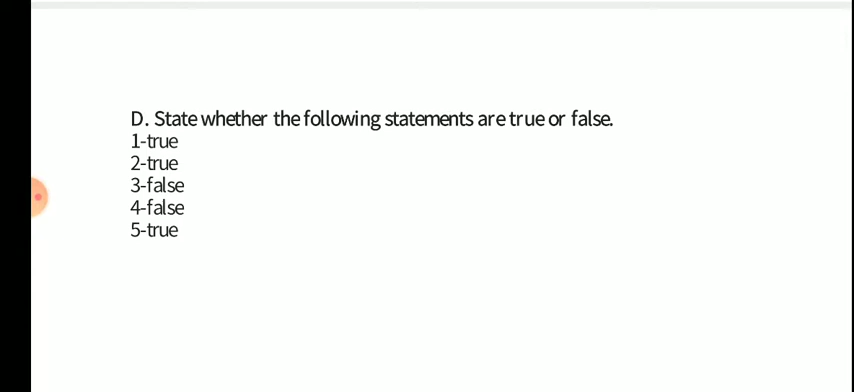 D. State whether the following statements are true or false.
1-true
2-true
3-false
4-false
5-true